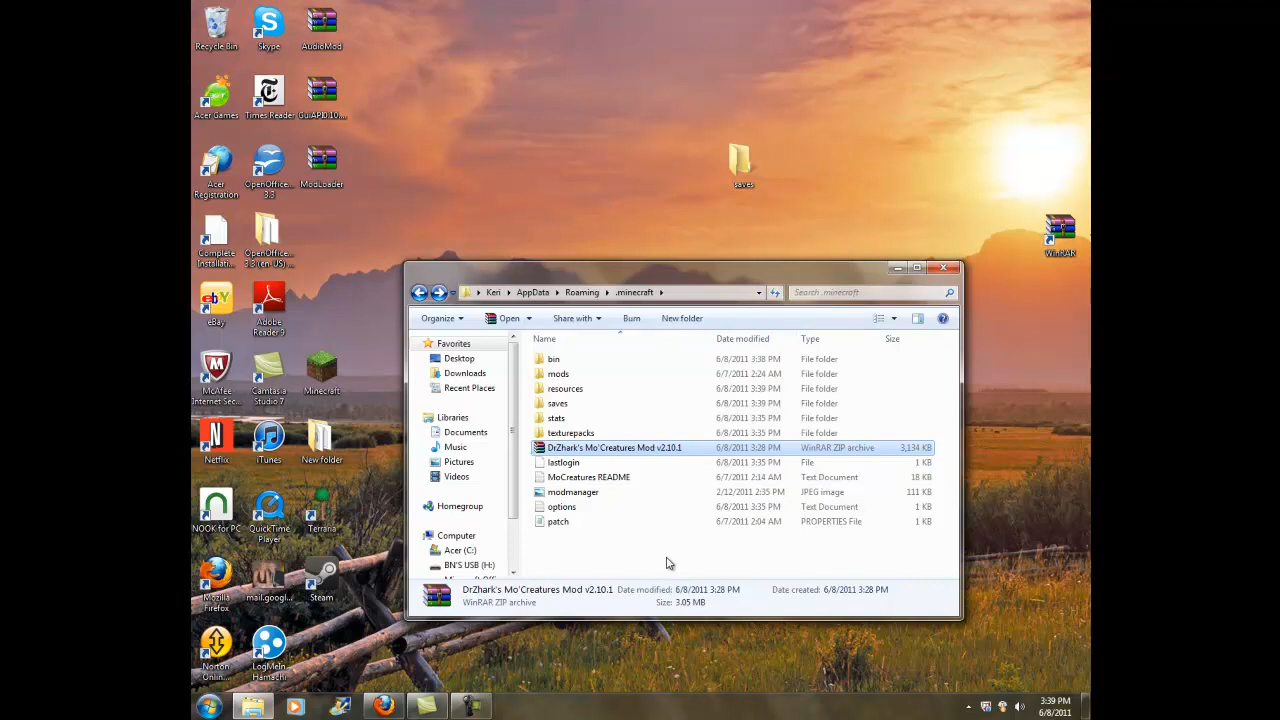 Recycle Bin
Skype
AudioMod
Acer Games
Times Reader
GuiAPI0.10....
Acer Registration
OpenOffice... 3.3
ModLoader
Complete Installati...
OpenOffice... 3.3 (en-US) ...
eBay
Adobe Reader 9
McAfee Internet Sec...
Camtasia Studio 7
Minecraft
Netflix
iTunes
New folder
NOOK for PC
QuickTime Player
Terraria
Mozilla Firefox
mail.googl...
Steam
Norton Onlin...
LogMeIn Hamachi
saves
WinRAR
Keri AppData Roaming .minecraft
Search .minecraft
Organize Open Share with Burn New folder
Favorites
Desktop
Downloads
Recent Places
Libraries
Documents
Music
Pictures
Videos
Homegroup
Computer
Acer (C:)
BN'S USB (H:)
Name Date modified Type Size
bin 6/8/2011 3:38 PM File folder
mods 6/7/2011 2:24 AM File folder
resources 6/8/2011 3:39 PM File folder
saves 6/8/2011 3:39 PM File folder
stats 6/8/2011 3:35 PM File folder
texturepacks 6/8/2011 3:35 PM File folder
DrZhark's Mo'Creatures Mod v2.10.1 6/8/2011 3:28 PM WinRAR ZIP archive 3,134 KB
lastlogin 6/8/2011 3:35 PM File 1 KB
MoCreatures README 6/7/2011 2:14 AM Text Document 18 KB
modmanager 2/12/2011 2:35 PM JPEG image 111 KB
options 6/8/2011 3:35 PM Text Document 1 KB
patch 6/7/2011 2:04 AM PROPERTIES File 1 KB
DrZhark's Mo'Creatures Mod v2.10.1 Date modified: 6/8/2011 3:28 PM Date created: 6/8/2011 3:28 PM
WinRAR ZIP archive Size: 3.05 MB
3:39 PM
6/8/2011